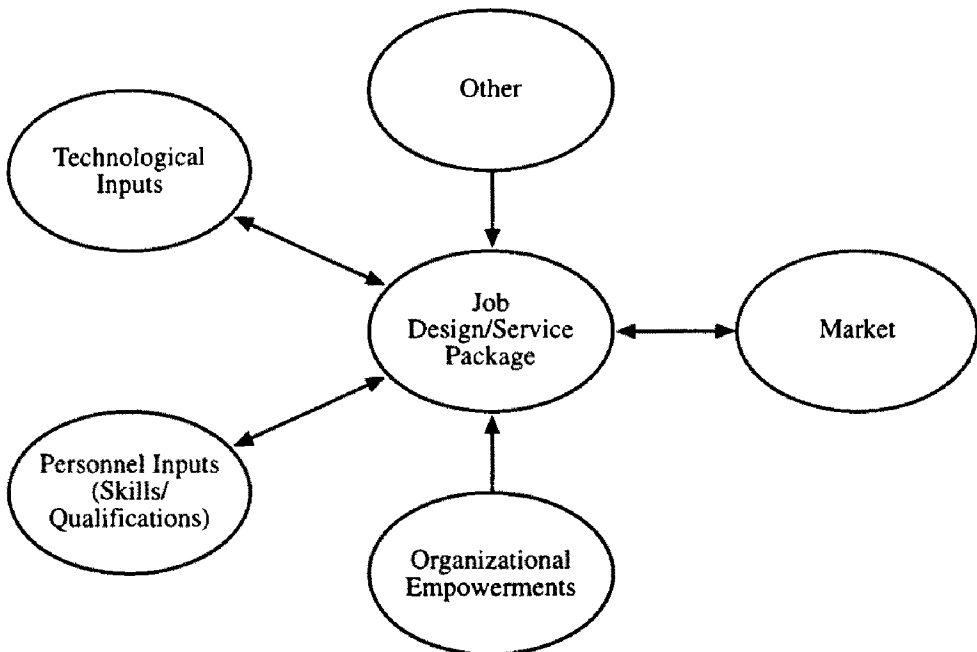 Other
Technological
Inputs
Job
Design/Service
Package
Market
Personnel Inputs
(Skills/
Qualifications)
Organizational
Empowerments